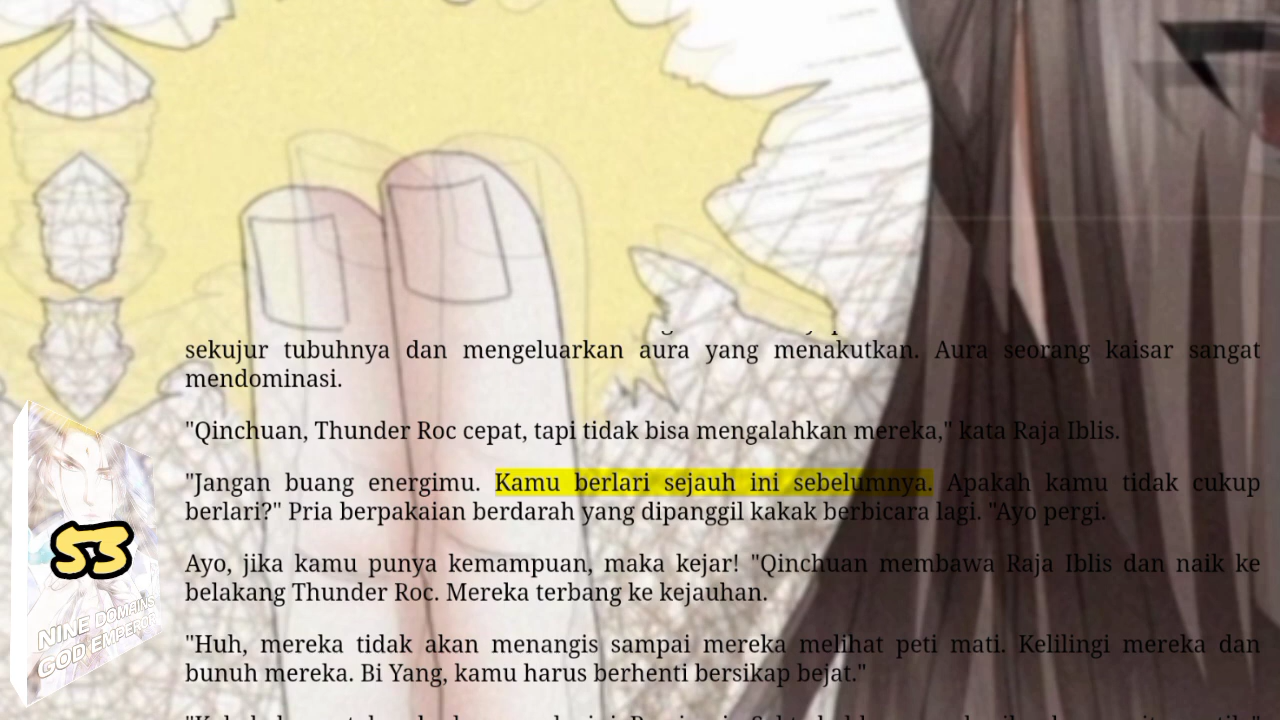 sekujur tubuhnya dan mengeluarkan aura yang menakutkan. Aura seorang kaisar sangat
mendominasi.
"Qinchuan, Thunder Roc cepat, tapi tidak bisa mengalahkan mereka," kata Raja Iblis.
"Jangan buang energimu. Kamu berlari sejauh ini sebelumnya. Apakah kamu tidak cukup
berlari?" Pria berpakaian berdarah yang dipanggil kakak berbicara lagi. "Ayo pergi.
Ayo, jika kamu punya kemampuan, maka kejar! "Qinchuan membawa Raja Iblis dan naik ke
belakang Thunder Roc. Mereka terbang ke kejauhan.
"Huh, mereka tidak akan menangis sampai mereka melihat peti mati. Kelilingi mereka dan
bunuh mereka. Bi Yang, kamu harus berhenti bersikap bejat."
53
NINE DOMAINS
GOD EMPEROR